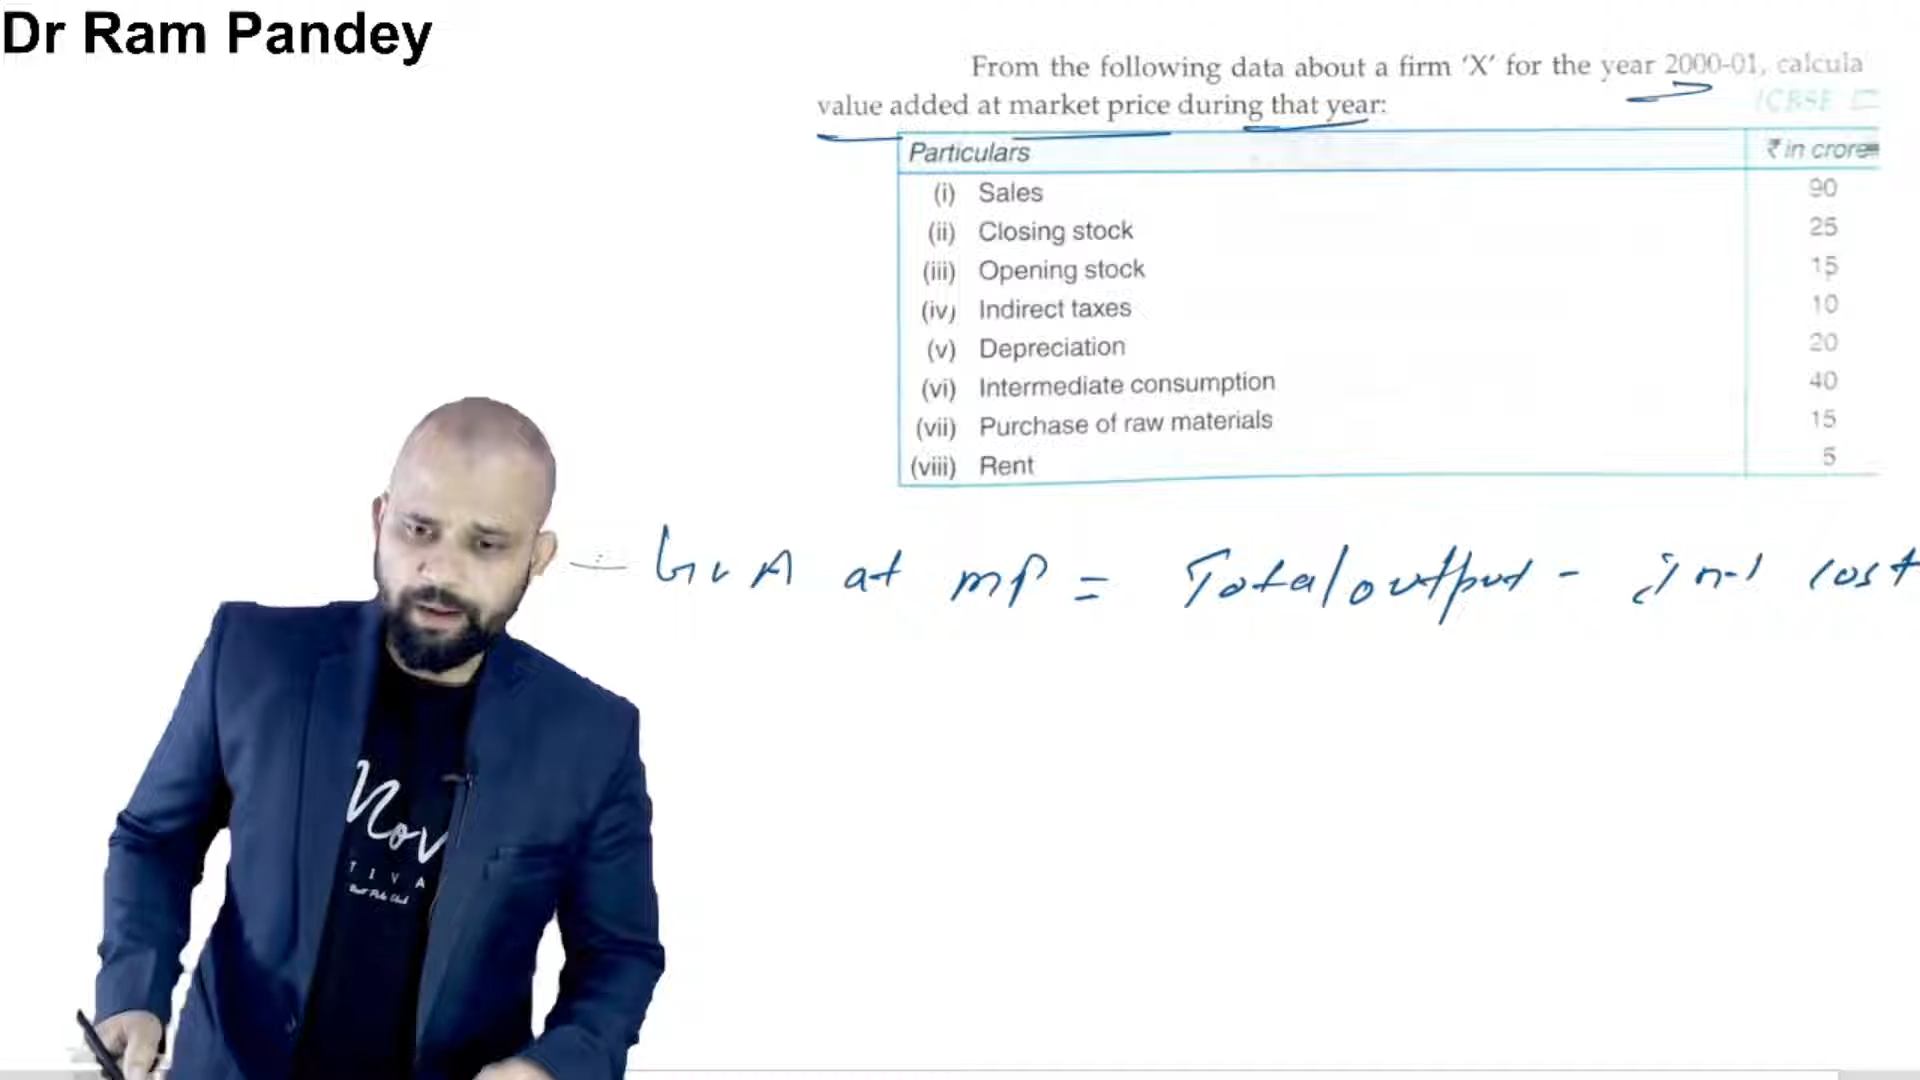 Dr Ram Pandey
From the following data about a firm ‘X’ for the year 2000-01, calcula
value added at market price during that year:
(CBSE
Particulars ₹ in crore
(i) Sales 90
(ii) Closing stock 25
(iii) Opening stock 15
(iv) Indirect taxes 10
(v) Depreciation 20
(vi) Intermediate consumption 40
(vii) Purchase of raw materials 15
(viii) Rent 5
GVA at MP = Total output - Int cost
Nov
TIVA